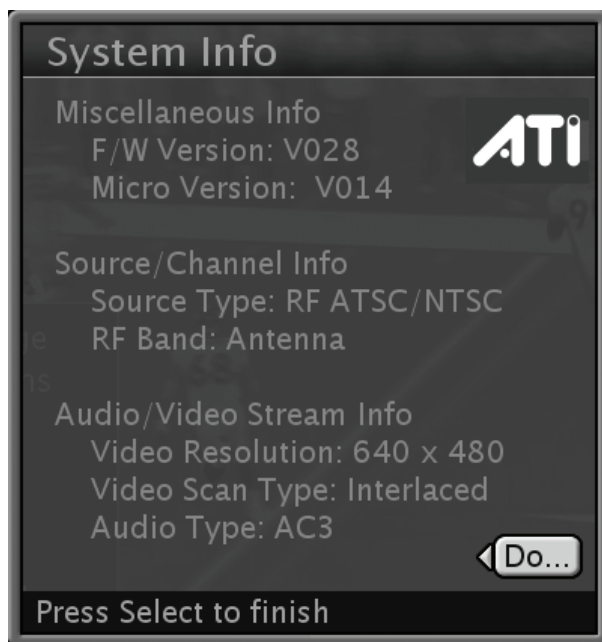 System Info
Miscellaneous Info
ATI
F/W Version: V028
Micro Version: V014
Source/Channel Info
Source Type: RF ATSC/NTSC
RF Band: Antenna
Audio/Video Stream Info
Video Resolution: 640 x 480
Video Scan Type: Interlaced
Audio Type: AC3
Do...
Press Select to finish